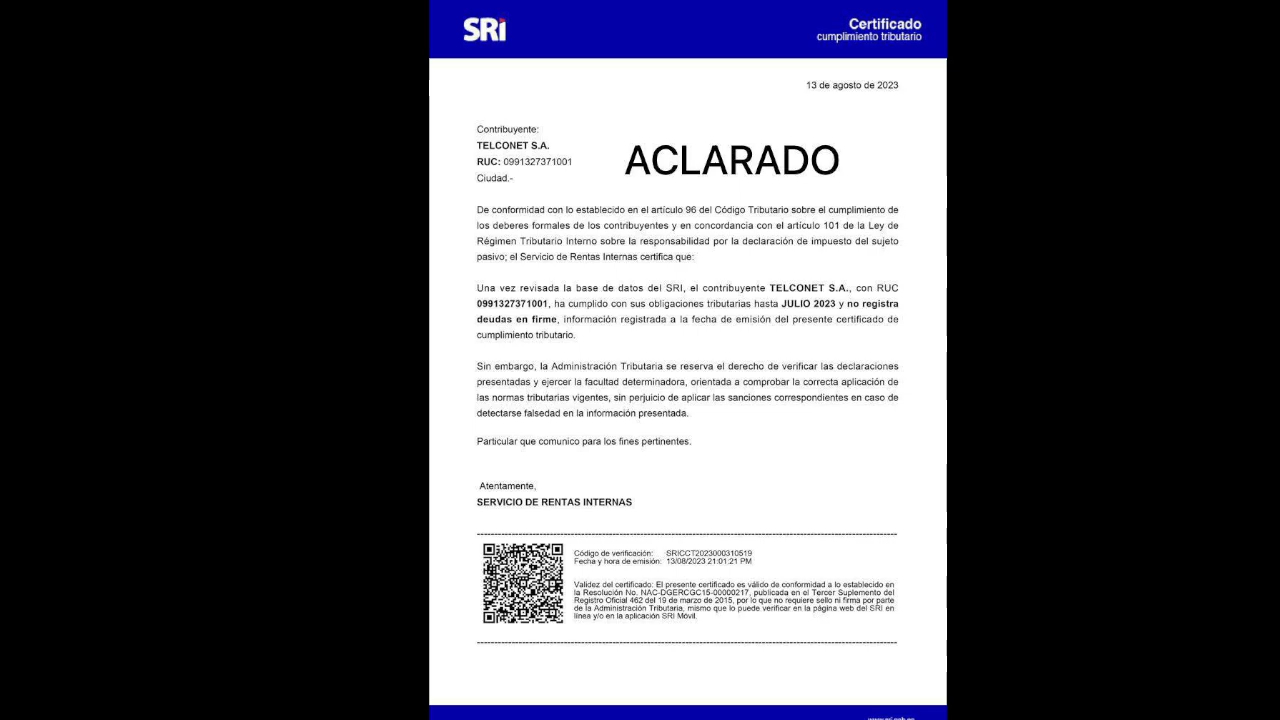 SRi
Certificado
cumplimiento tributario
13 de agosto de 2023
Contribuyente:
TELCONET S.A.
RUC: 0991327371001
Ciudad.-
ACLARADO
De conformidad con lo establecido en el artículo 96 del Código Tributario sobre el cumplimiento de
los deberes formales de los contribuyentes y en concordancia con el artículo 101 de la Ley de
Régimen Tributario Interno sobre la responsabilidad por la declaración de impuesto del sujeto
pasivo; el Servicio de Rentas Internas certifica que:
Una vez revisada la base de datos del SRI, el contribuyente TELCONET S.A., con RUC
0991327371001, ha cumplido con sus obligaciones tributarias hasta JULIO 2023 y no registra
deudas en firme, información registrada a la fecha de emisión del presente certificado de
cumplimiento tributario.
Sin embargo, la Administración Tributaria se reserva el derecho de verificar las declaraciones
presentadas y ejercer la facultad determinadora, orientada a comprobar la correcta aplicación de
las normas tributarias vigentes, sin perjuicio de aplicar las sanciones correspondientes en caso de
detectarse falsedad en la información presentada.
Particular que comunico para los fines pertinentes.
Atentamente,
SERVICIO DE RENTAS INTERNAS
Código de verificación: SRICCT2023000310519
Fecha y hora de emisión: 13/08/2023 21:01:21 PM
Validez del certificado: El presente certificado es válido de conformidad a lo establecido en
la Resolución No. NAC-DGERCGC15-00000217, publicada en el Tercer Suplemento del
Registro Oficial 462 del 19 de marzo de 2015, por lo que no requiere sello ni firma por parte
de la Administración Tributaria, mismo que lo puede verificar en la página web del SRI en
línea y/o en la aplicación SRI Móvil.